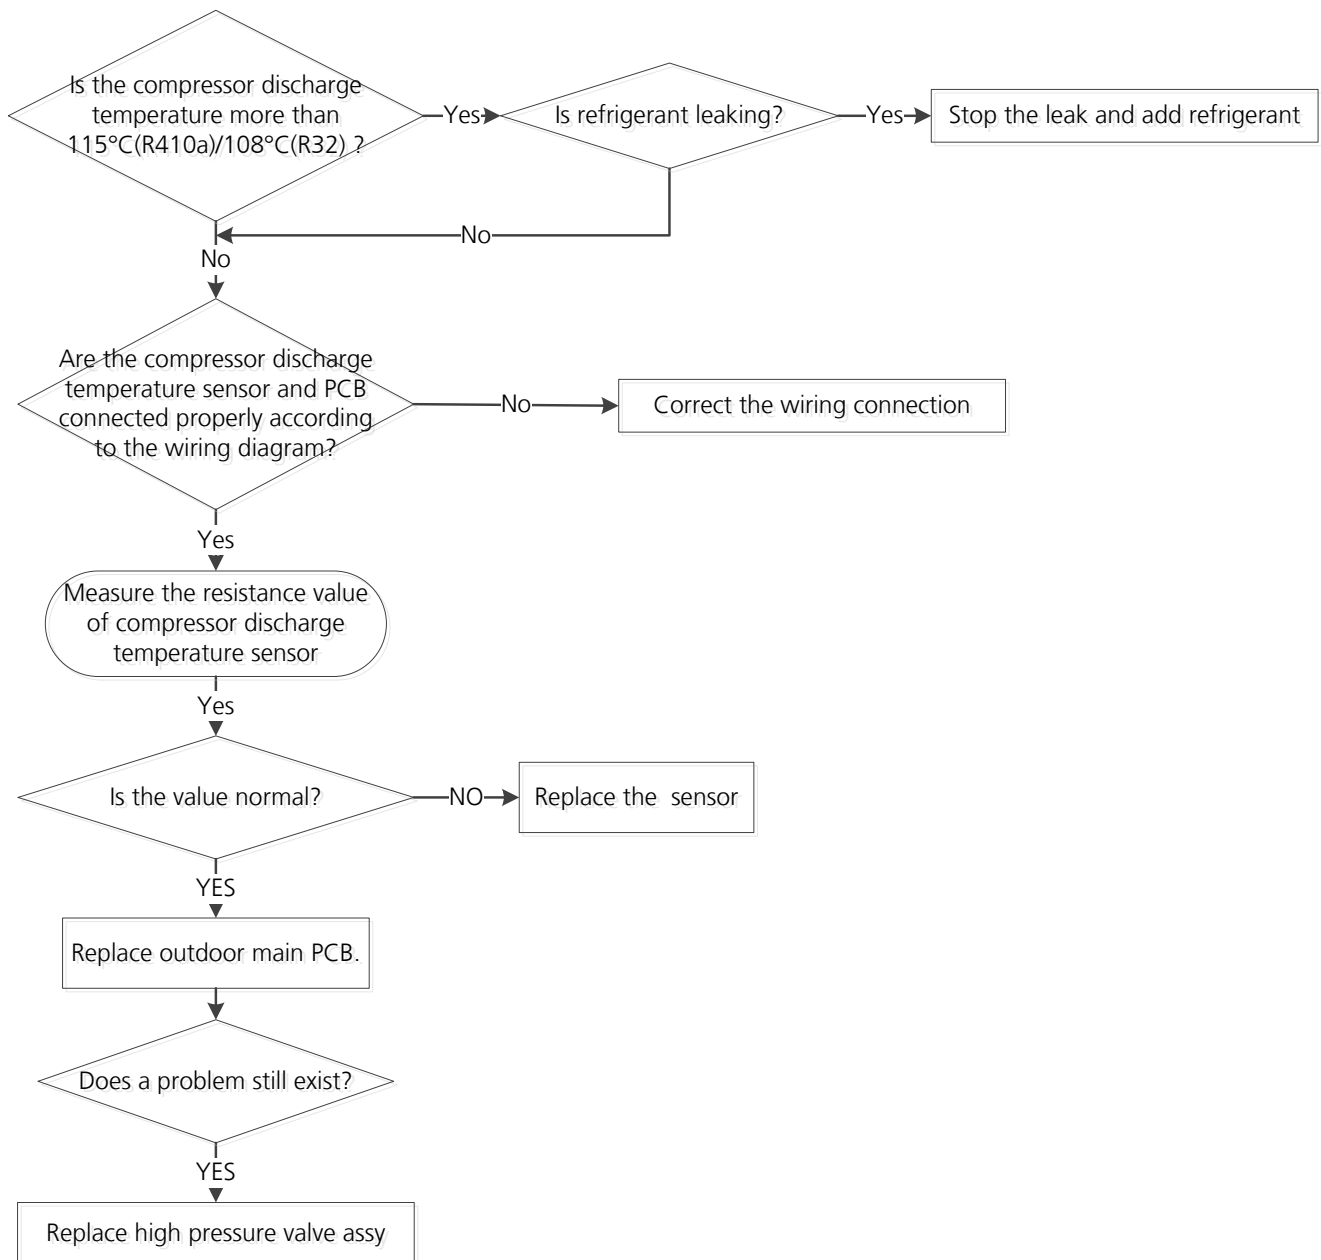 Is the compressor discharge
temperature more than
115°C(R410a)/108°C(R32) ?
Yes
Is refrigerant leaking?
Yes
Stop the leak and add refrigerant
No
No
Are the compressor discharge
temperature sensor and PCB
connected properly according
to the wiring diagram?
No
Correct the wiring connection
Yes
Measure the resistance value
of compressor discharge
temperature sensor
Yes
Is the value normal?
NO
Replace the sensor
YES
Replace outdoor main PCB.
Does a problem still exist?
YES
Replace high pressure valve assy